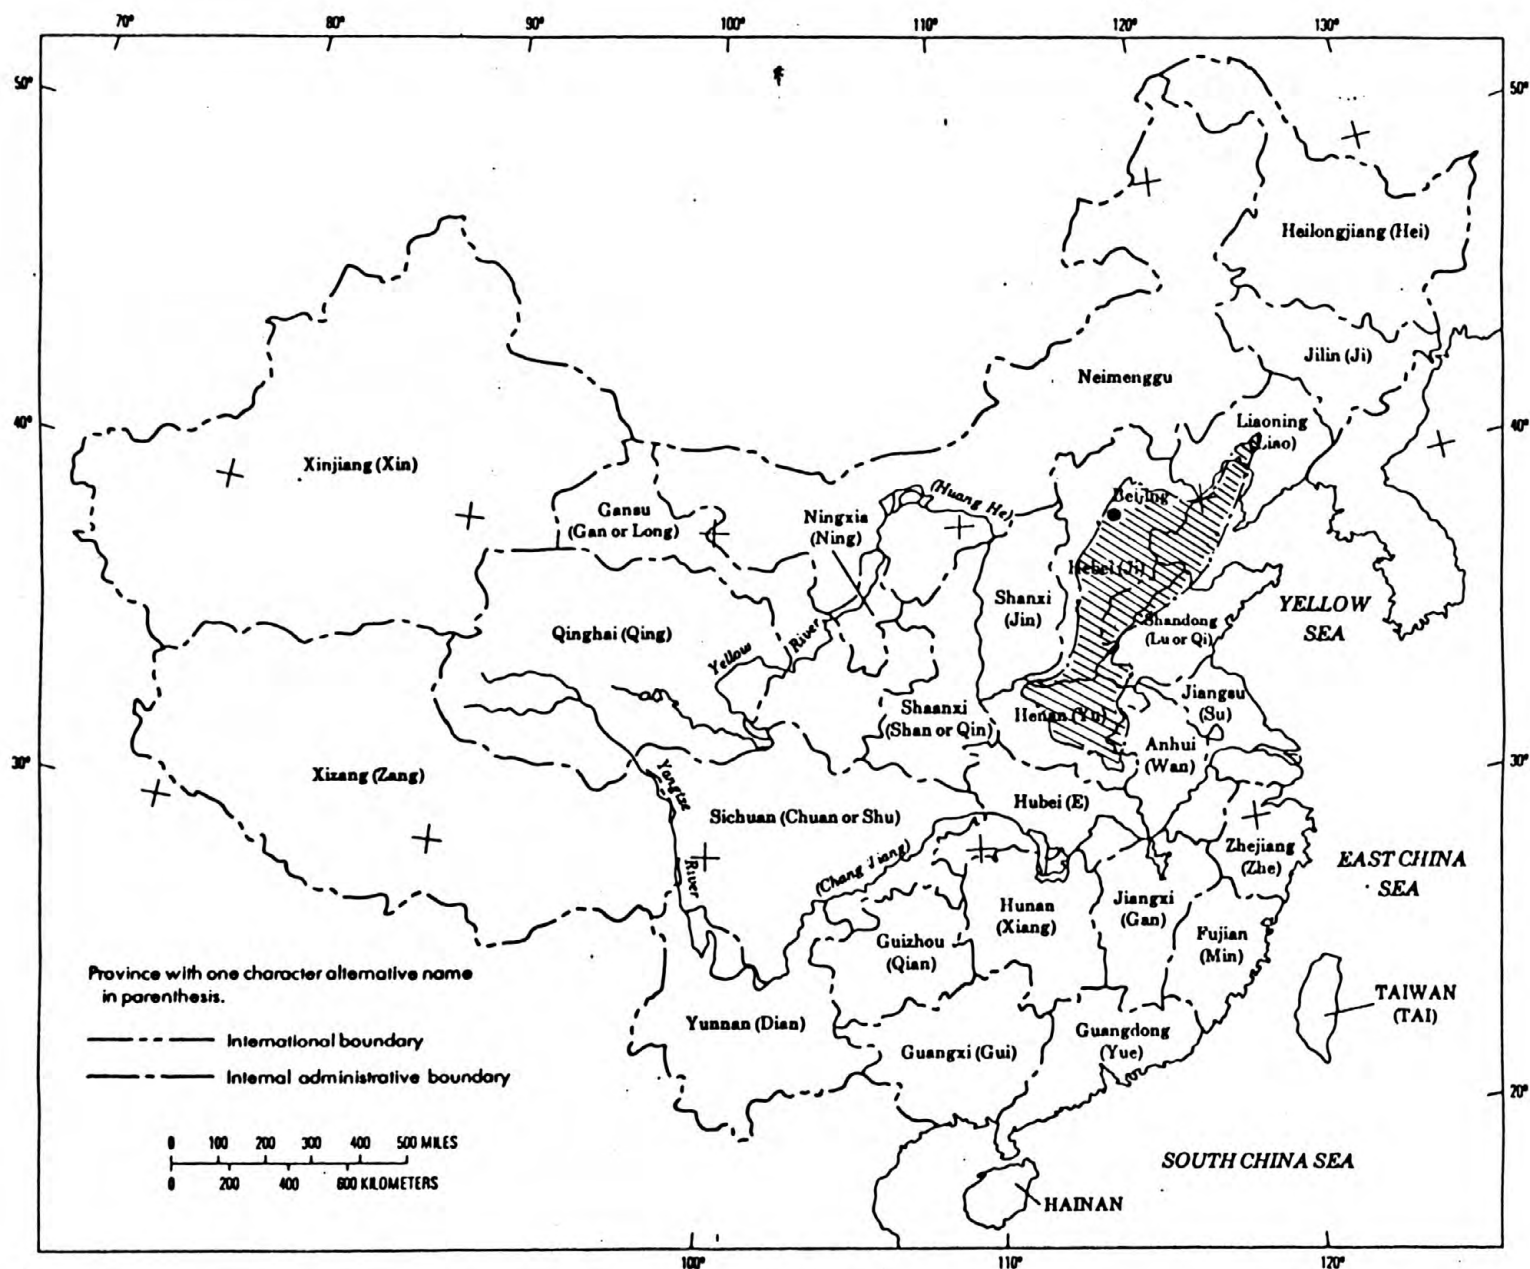 70° 80° 90° 100° 110° 120° 130°
50° 50°
Heilongjiang (Hei)
Jilin (Ji)
Neimenggu
40° 40°
Liaoning
(Liao)
Xinjiang (Xin)
(Huang He)
Beijing
Gansu
(Gan or Long)
Ningxia
(Ning)
Hebei (Ji)
Shanxi
(Jin)
YELLOW
SEA
Qinghai (Qing)
Yellow
River
Shandong
(Lu or Qi)
Jiangsu
(Su)
Shaanxi
(Shan or Qin)
Henan (Yu)
Anhui
(Wan)
30° 30°
Xizang (Zang)
Yangtze
River
Sichuan (Chuan or Shu)
Hubei (E)
(Chang Jiang)
Zhejiang
(Zhe)
EAST CHINA
SEA
Hunan
(Xiang)
Jiangxi
(Gan)
Guizhou
(Qian)
Fujian
(Min)
Province with one character alternative name
in parenthesis.
TAIWAN
(TAI)
Yunnan (Dian)
Guangxi (Gui)
Guangdong
(Yue)
International boundary
Internal administrative boundary
20° 20°
0 100 200 300 400 500 MILES
0 200 400 600 KILOMETERS
SOUTH CHINA SEA
HAINAN
100° 110° 120°